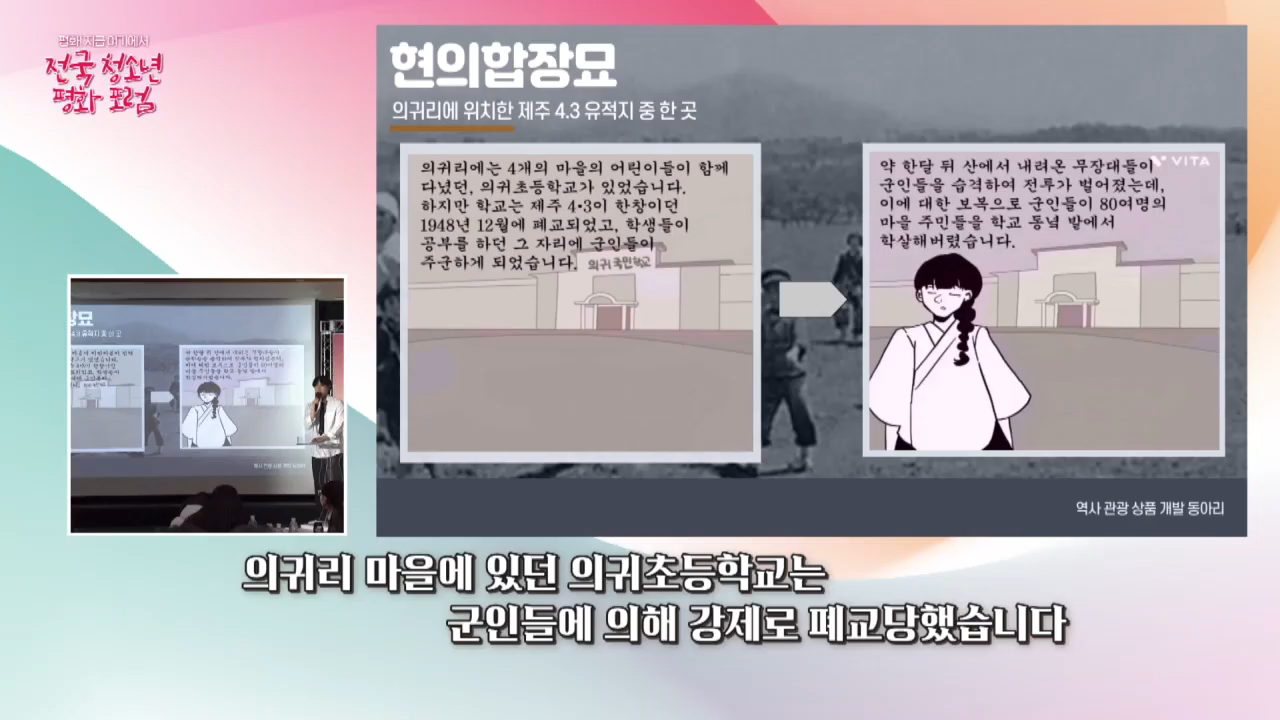 평화! 지금 여기에서
전국 청소년
평화 포럼
현의합장묘
의귀리에 위치한 제주 4.3 유적지 중 한 곳
의귀리에는 4개의 마을의 어린이들이 함께
다녔던, 의귀초등학교가 있었습니다.
하지만 학교는 제주 4•3이 한창이던
1948년 12월에 폐교되었고, 학생들이
공부를 하던 그 자리에 군인들이
주군하게 되었습니다.
의귀국민학교
약 한달 뒤 산에서 내려온 무장대들이
군인들을 습격하여 전투가 벌어졌는데,
이에 대한 보복으로 군인들이 80여명의
마을 주민들을 학교 동녘 밭에서
학살해버렸습니다.
VITA
역사 관광 상품 개발 동아리
의귀리 마을에 있던 의귀초등학교는
군인들에 의해 강제로 폐교당했습니다